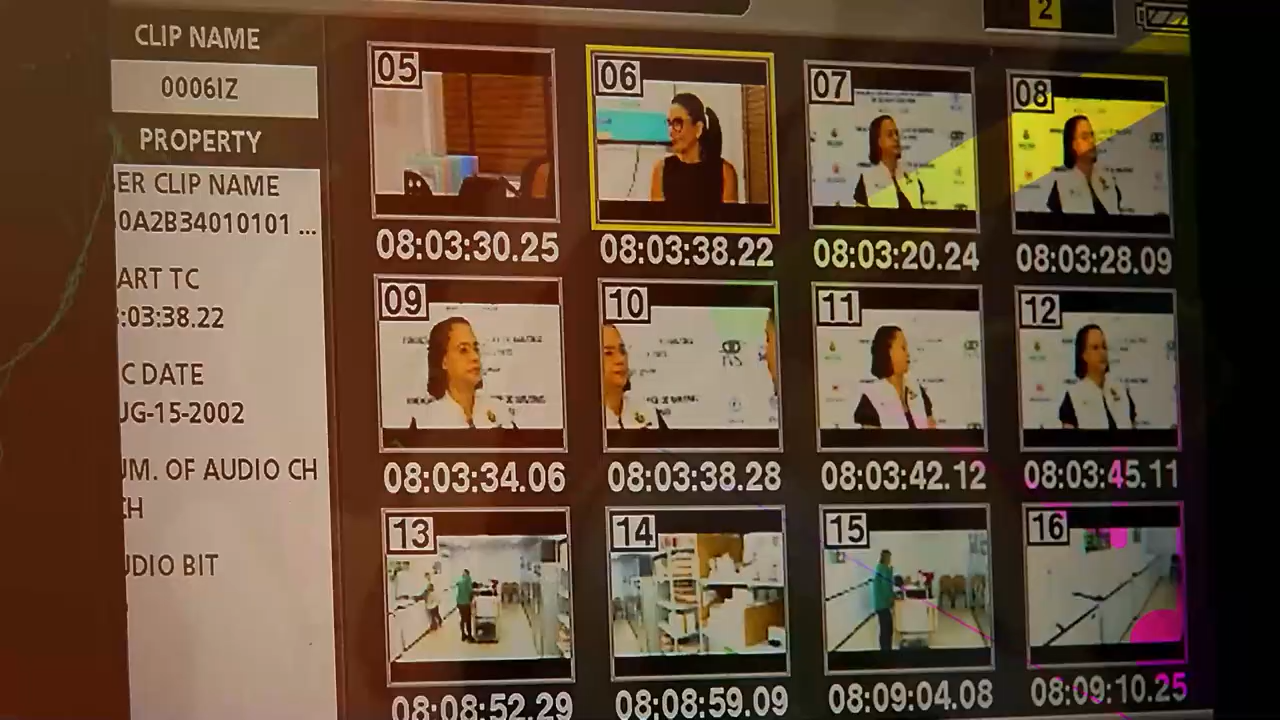 CLIP NAME
0006IZ
PROPERTY
ER CLIP NAME
0A2B34010101 ...
ART TC
:03:38.22
C DATE
UG-15-2002
UM. OF AUDIO CH
CH
UDIO BIT
2
05 06 07 08
08:03:30.25 08:03:38.22 08:03:20.24 08:03:28.09
09 10 11 12
08:03:34.06 08:03:38.28 08:03:42.12 08:03:45.11
13 14 15 16
08:08:52.29 08:08:59.09 08:09:04.08 08:09:10.25